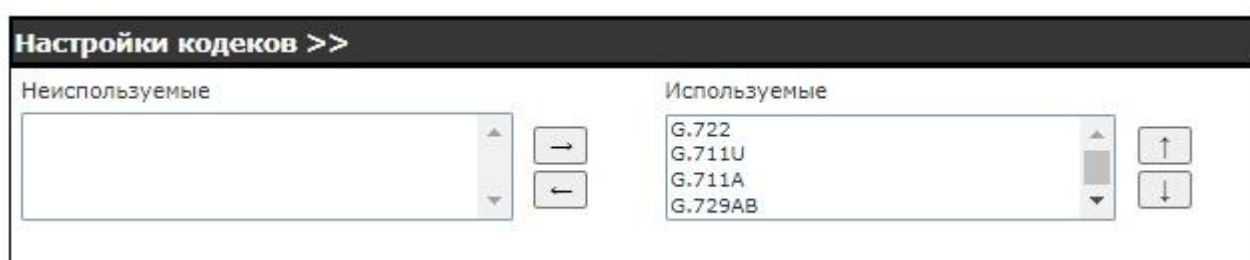 Настройки кодеков >>
Неиспользуемые
Используемые
G.722
G.711U
G.711A
G.729AB